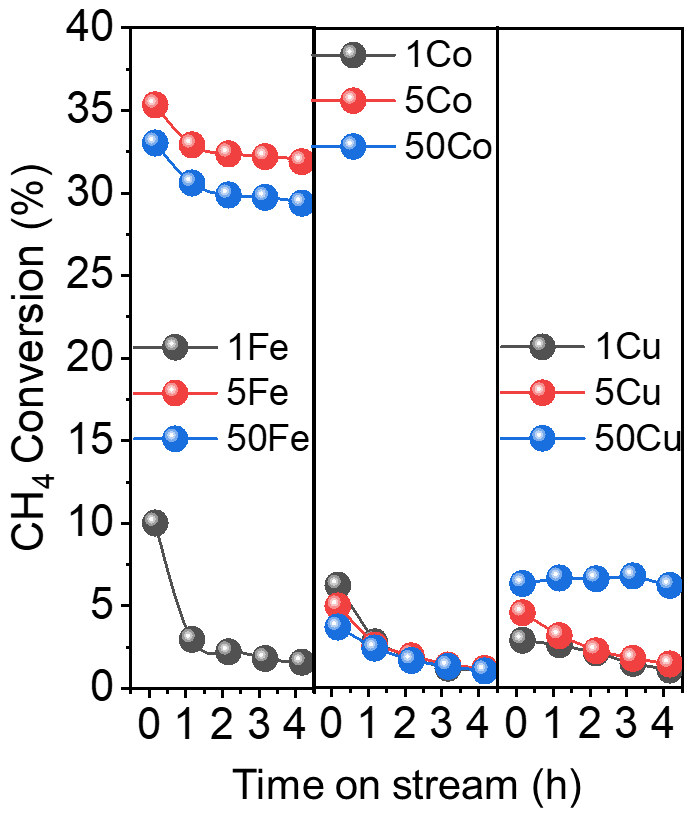 CH4 Conversion (%)
40
35
30
25
20
15
10
5
0
1Fe
5Fe
50Fe
1Co
5Co
50Co
1Cu
5Cu
50Cu
0 1 2 3 4
0 1 2 3 4
0 1 2 3 4
Time on stream (h)